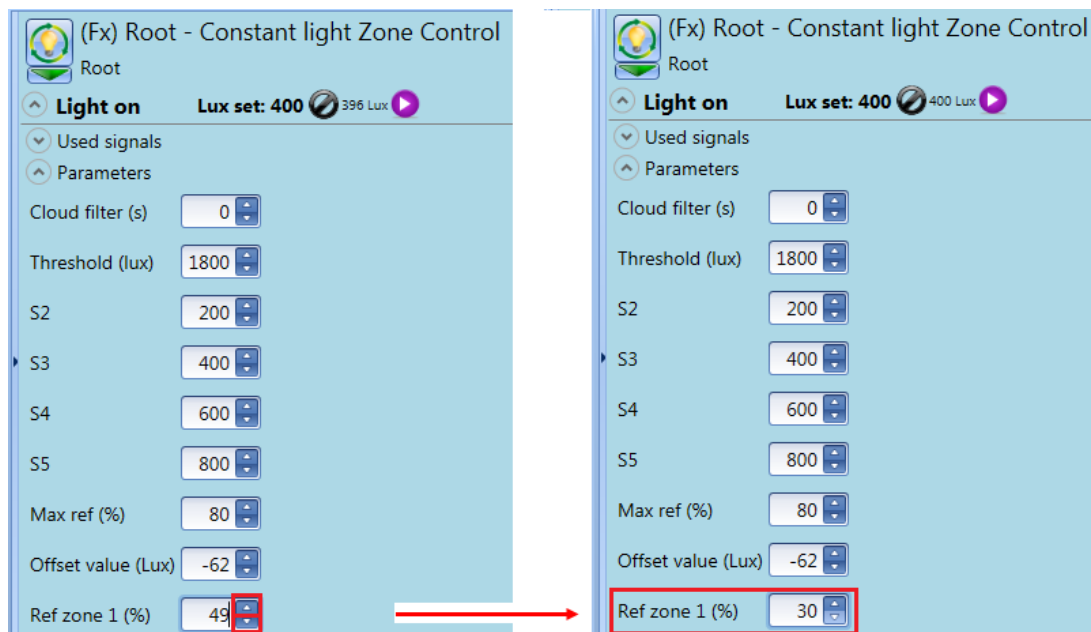 (Fx) Root - Constant light Zone Control
Root
Light on Lux set: 400 396 Lux
Used signals
Parameters
Cloud filter (s) 0
Threshold (lux) 1800
S2 200
S3 400
S4 600
S5 800
Max ref (%) 80
Offset value (Lux) -62
Ref zone 1 (%) 49
(Fx) Root - Constant light Zone Control
Root
Light on Lux set: 400 400 Lux
Used signals
Parameters
Cloud filter (s) 0
Threshold (lux) 1800
S2 200
S3 400
S4 600
S5 800
Max ref (%) 80
Offset value (Lux) -62
Ref zone 1 (%) 30